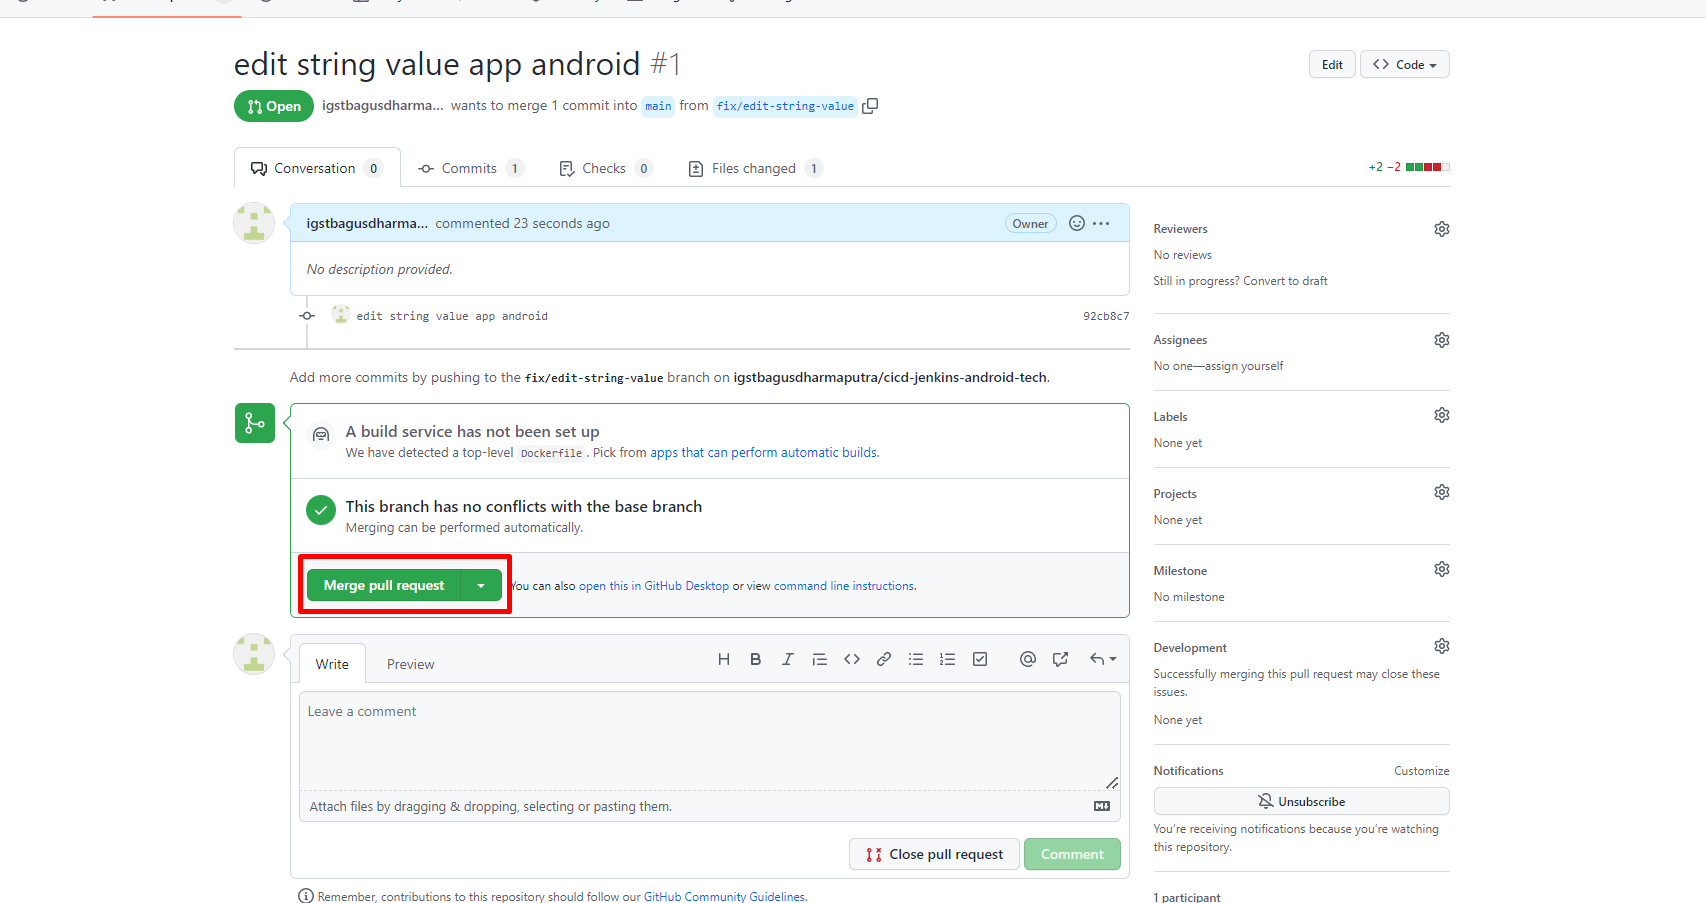 edit string value app android #1
Edit
Code
Open
igstbagusdharma... wants to merge 1 commit into main from fix/edit-string-value
Conversation 0
Commits 1
Checks 0
Files changed 1
+2 −2
igstbagusdharma... commented 23 seconds ago
Owner
No description provided.
edit string value app android
92cb8c7
Add more commits by pushing to the fix/edit-string-value branch on igstbagusdharmaputra/cicd-jenkins-android-tech.
A build service has not been set up
We have detected a top-level Dockerfile. Pick from apps that can perform automatic builds.
This branch has no conflicts with the base branch
Merging can be performed automatically.
Merge pull request
You can also open this in GitHub Desktop or view command line instructions.
Write
Preview
Leave a comment
Attach files by dragging & dropping, selecting or pasting them.
Close pull request
Comment
Remember, contributions to this repository should follow our GitHub Community Guidelines.
Reviewers
No reviews
Still in progress? Convert to draft
Assignees
No one—assign yourself
Labels
None yet
Projects
None yet
Milestone
No milestone
Development
Successfully merging this pull request may close these
issues.
None yet
Notifications
Customize
Unsubscribe
You're receiving notifications because you're watching
this repository.
1 participant